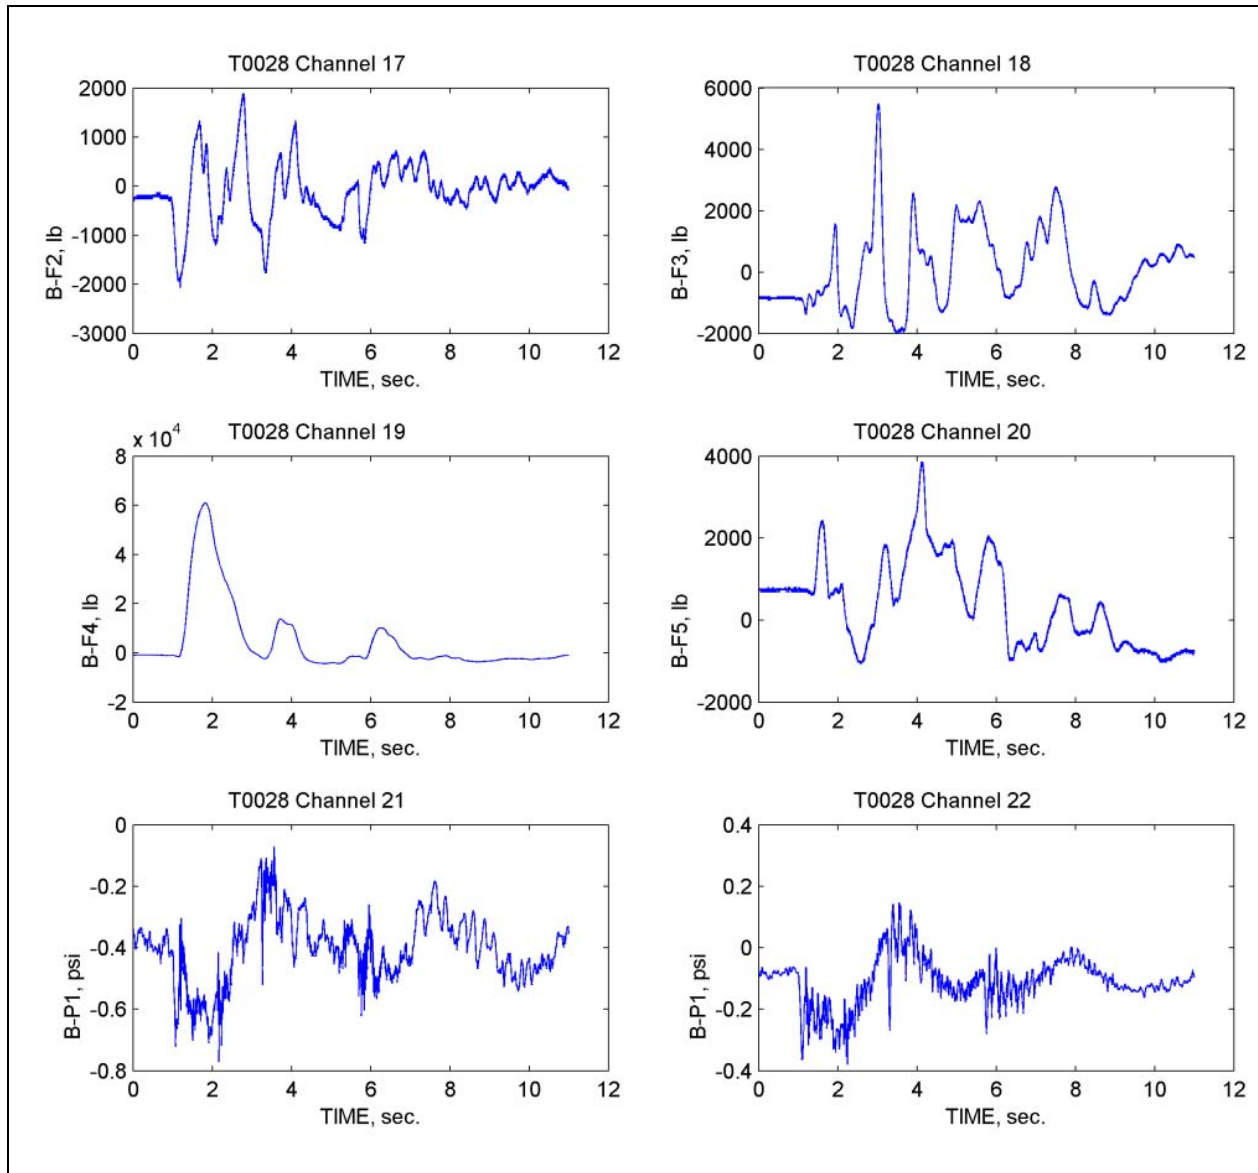 T0028 Channel 17
2000
1000
0
-1000
-2000
-3000
B-F2, lb
0 2 4 6 8 10 12
TIME, sec.
T0028 Channel 18
6000
4000
2000
0
-2000
B-F3, lb
0 2 4 6 8 10 12
TIME, sec.
T0028 Channel 19
x 10^4
8
6
4
2
0
-2
B-F4, lb
0 2 4 6 8 10 12
TIME, sec.
T0028 Channel 20
4000
2000
0
-2000
B-F5, lb
0 2 4 6 8 10 12
TIME, sec.
T0028 Channel 21
0
-0.2
-0.4
-0.6
-0.8
B-P1, psi
0 2 4 6 8 10 12
TIME, sec.
T0028 Channel 22
0.4
0.2
0
-0.2
-0.4
B-P1, psi
0 2 4 6 8 10 12
TIME, sec.